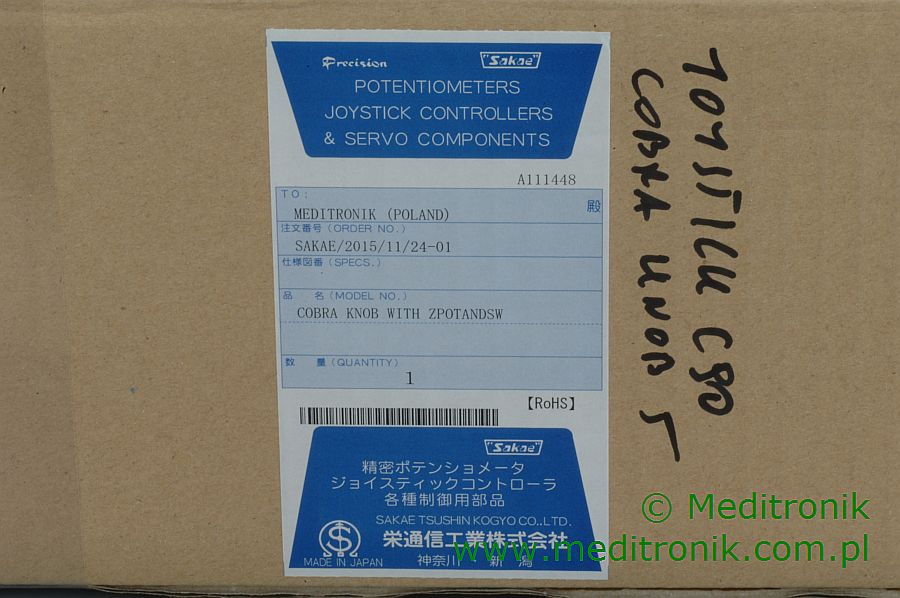 Precision "Sakae"
POTENTIOMETERS
JOYSTICK CONTROLLERS
& SERVO COMPONENTS
A111448
TO:
MEDITRONIK (POLAND) 殿
注文番号 (ORDER NO.)
SAKAE/2015/11/24-01
仕様図番 (SPECS.)
品 名 (MODEL NO.)
COBRA KNOB WITH ZPOTANDSW
数 量 (QUANTITY)
1
【RoHS】
"Sakae"
精密ポテンショメータ
ジョイスティックコントローラ
各種制御用部品
SAKAE TSUSHIN KOGYO CO.,LTD.
栄通信工業株式会社
MADE IN JAPAN 神奈川・新潟
COBRA
© Meditronik
www.meditronik.com.pl